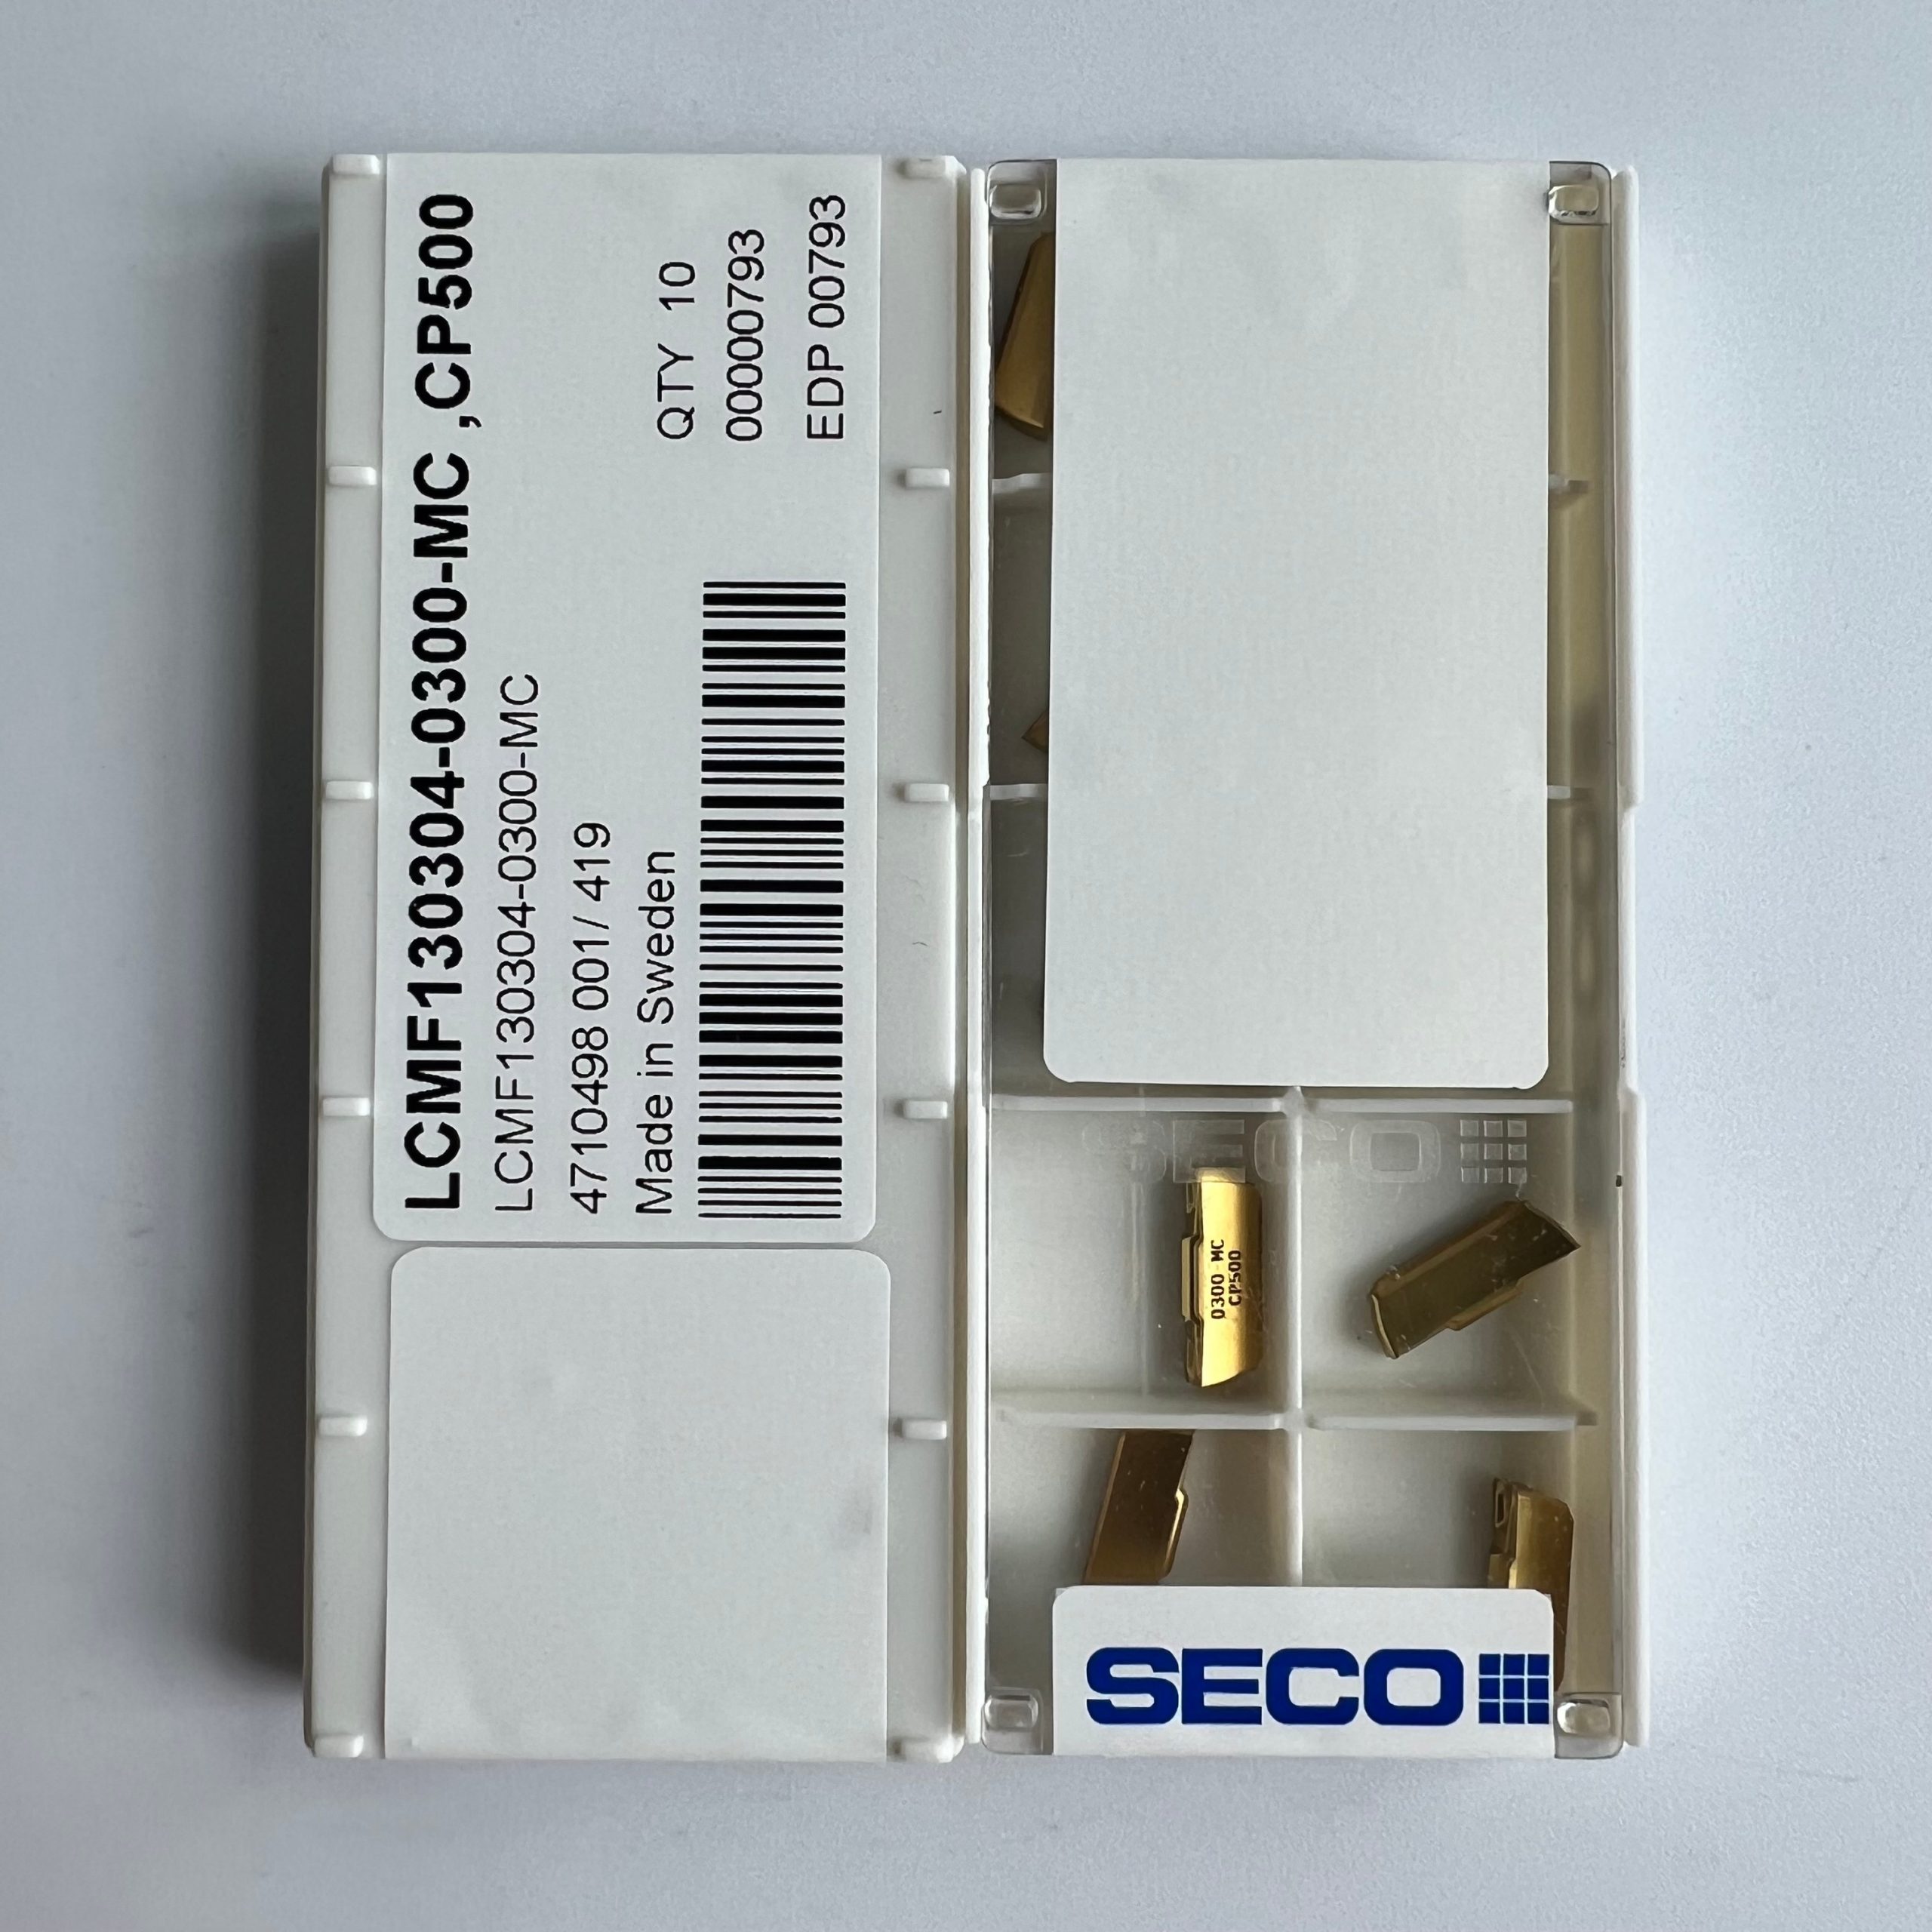 LCMF130304-0300-MC ,CP500
LCMF130304-0300-MC
4710498 001/ 419
Made in Sweden
QTY 10
00000793
EDP 00793
SECO
0300-MC
CP500
SECO